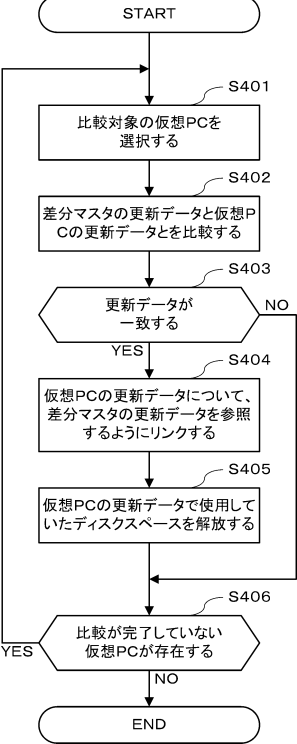 START
S401
比較対象の仮想PCを
選択する
S402
差分マスタの更新データと仮想P
Cの更新データとを比較する
S403
更新データが
一致する
NO
YES
S404
仮想PCの更新データについて、
差分マスタの更新データを参照
するようにリンクする
S405
仮想PCの更新データで使用して
いたディスクスペースを解放する
S406
比較が完了していない
仮想PCが存在する
YES
NO
END